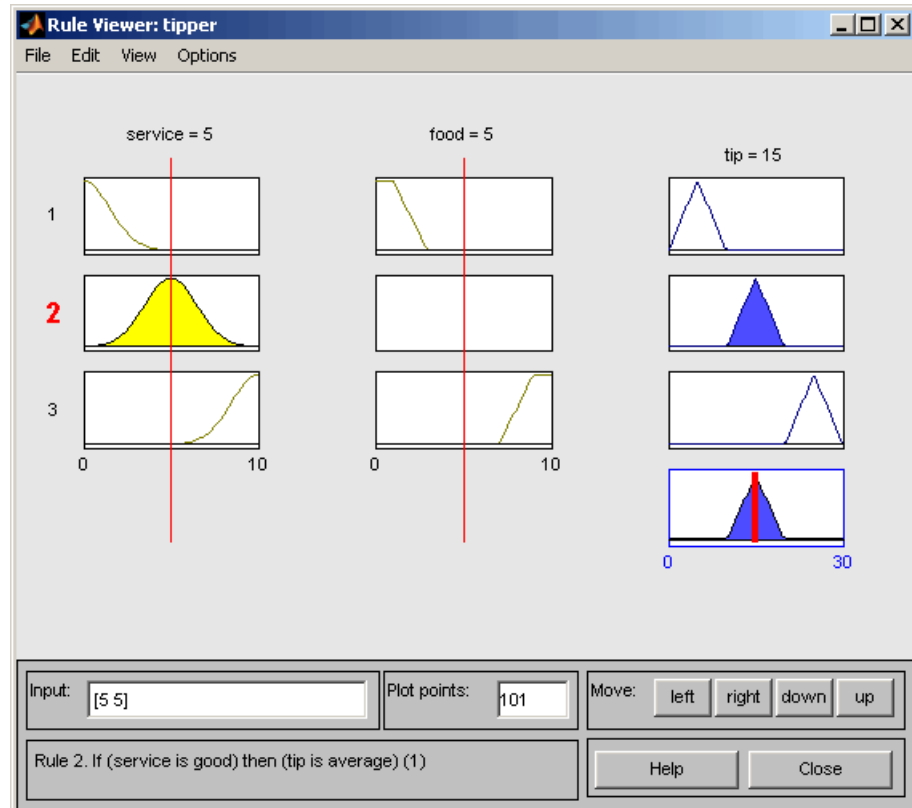 Rule Viewer: tipper
File Edit View Options
service = 5
food = 5
tip = 15
1
2
3
0 10
0 10
0 30
Input: [5 5]
Plot points: 101
Move: left right down up
Rule 2. If (service is good) then (tip is average) (1)
Help
Close